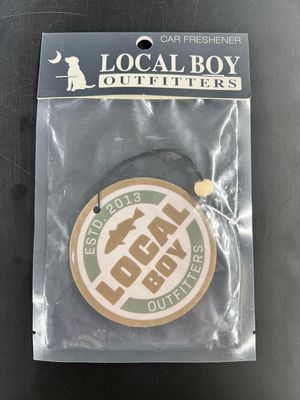 CAR FRESHENER
LOCAL BOY
OUTFITTERS
ESTD. 2013
LOCAL
BOY
OUTFITTERS